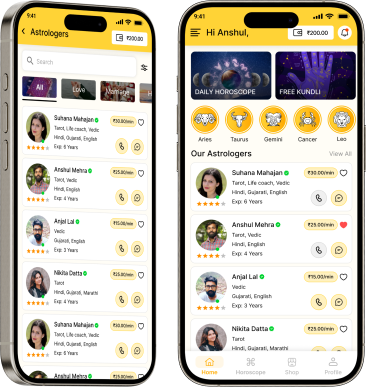 9:41
Astrologers
₹200.00
Search
All
Love
Marriage
Suhana Mahajan
₹30.00/min
Tarot, Life coach, Vedic
Hindi, Gujarati, English
Exp: 6 Years
Anshul Mehra
₹25.00/min
Tarot, Vedic
Hindi, English
Exp: 4 Years
Anjal Lal
₹15.00/min
Vedic
Gujarati, English
Exp: 3 Years
Nikita Datta
₹25.00/min
Tarot
Hindi, Gujarati, Marathi
Exp: 4 Years
Suhana Mahajan
₹30.00/min
Tarot, Life coach, Vedic
Hindi, Gujarati, English
Exp: 6 Years
Anshul Mehra
₹25.00/min
9:41
Hi Anshul,
₹200.00
DAILY HOROSCOPE
FREE KUNDLI
Aries
Taurus
Gemini
Cancer
Leo
Our Astrologers
View All
Suhana Mahajan
₹30.00/min
Tarot, Life coach, Vedic
Hindi, Gujarati, English
Exp: 6 Years
Anshul Mehra
₹25.00/min
Tarot, Vedic
Hindi, English
Exp: 4 Years
Anjal Lal
₹15.00/min
Vedic
Gujarati, English
Exp: 3 Years
Nikita Datta
₹25.00/min
Tarot
Hindi, Gujarati, Marathi
Exp: 4 Years
Home
Horoscope
Shop
Profile